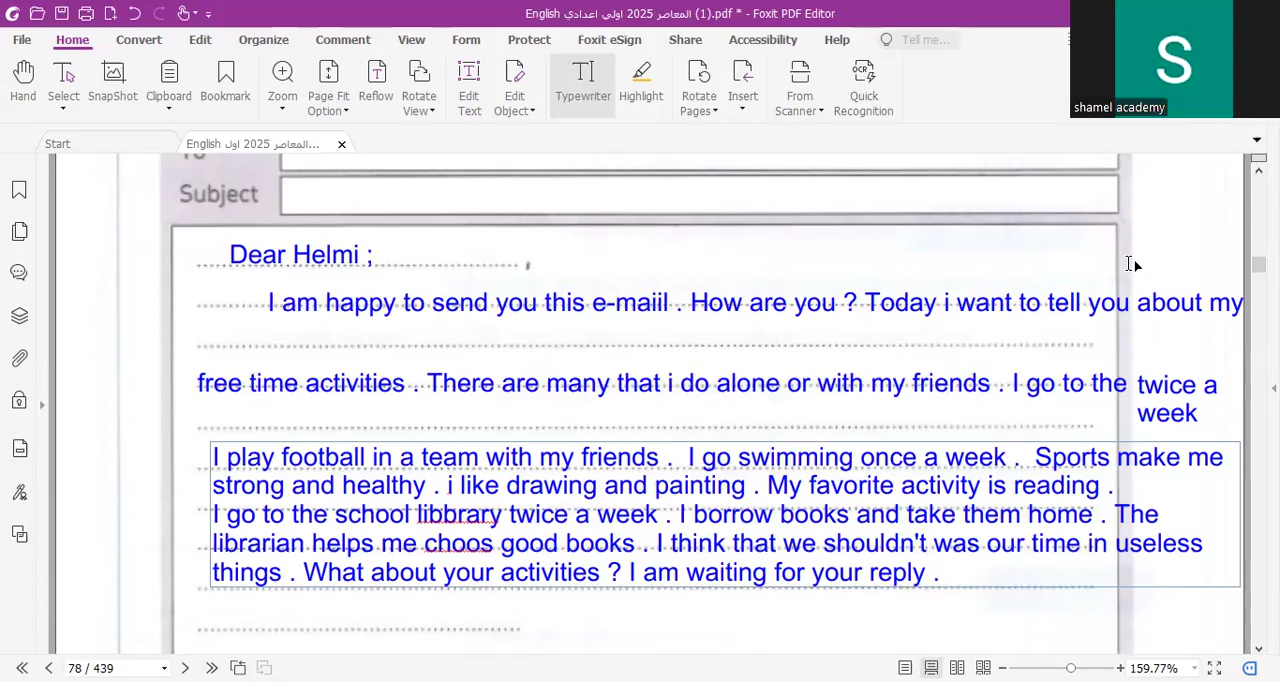 English المعاصر 2025 اولي اعدادي (1).pdf * - Foxit PDF Editor
File Home Convert Edit Organize Comment View Form Protect Foxit eSign Share Accessibility Help Tell me...
Hand Select SnapShot Clipboard Bookmark Zoom Page Fit Option Reflow Rotate View Edit Text Edit Object Typewriter Highlight Rotate Pages Insert From Scanner Quick Recognition
OCR
S
shamel academy
Start
English المعاصر 2025 اول...
To
Subject
Dear Helmi ;
,
I am happy to send you this e-maiil . How are you ? Today i want to tell you about my
free time activities . There are many that i do alone or with my friends . I go to the twice a
week
I play football in a team with my friends . I go swimming once a week . Sports make me
strong and healthy . i like drawing and painting . My favorite activity is reading .
I go to the school libbrary twice a week . I borrow books and take them home . The
librarian helps me choos good books . I think that we shouldn't was our time in useless
things . What about your activities ? I am waiting for your reply .
78 / 439
159.77%